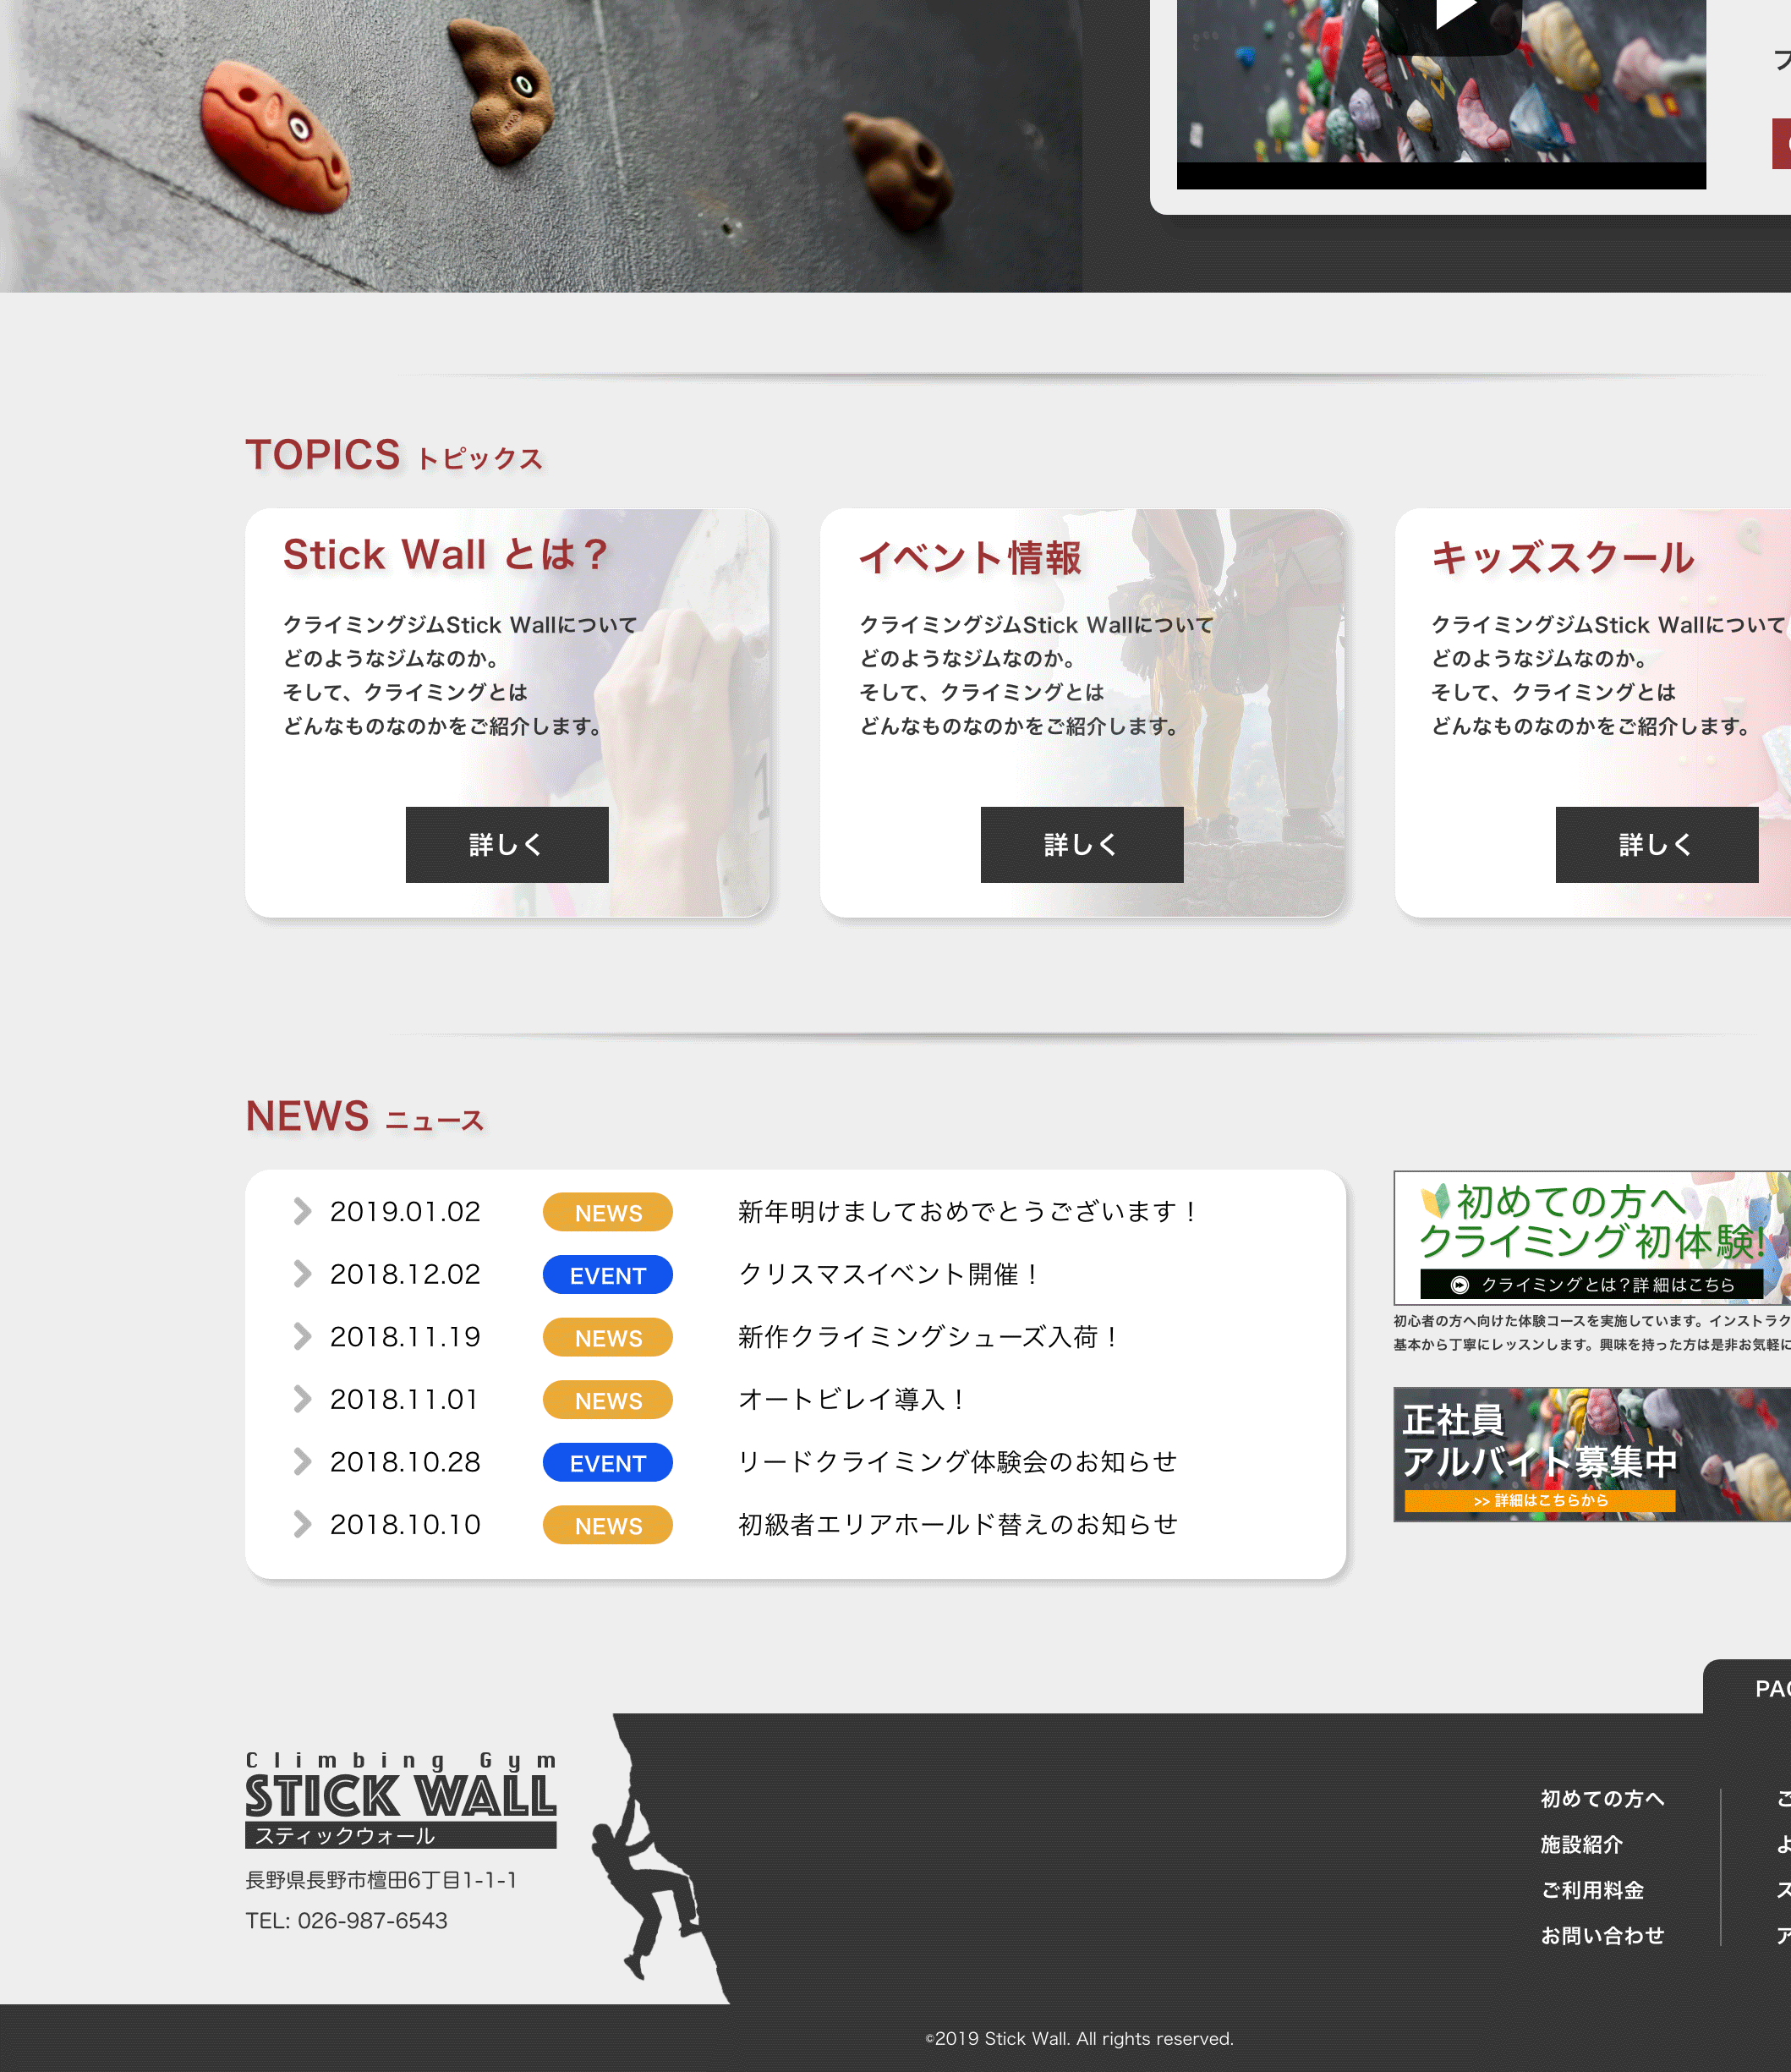 TOPICS トピックス
Stick Wall とは？
クライミングジムStick Wallについて
どのようなジムなのか。
そして、クライミングとは
どんなものなのかをご紹介します。
詳しく
イベント情報
クライミングジムStick Wallについて
どのようなジムなのか。
そして、クライミングとは
どんなものなのかをご紹介します。
詳しく
キッズスクール
クライミングジムStick Wallについて
どのようなジムなのか。
そして、クライミングとは
どんなものなのかをご紹介します。
詳しく
NEWS ニュース
2019.01.02 NEWS 新年明けましておめでとうございます！
2018.12.02 EVENT クリスマスイベント開催！
2018.11.19 NEWS 新作クライミングシューズ入荷！
2018.11.01 NEWS オートビレイ導入！
2018.10.28 EVENT リードクライミング体験会のお知らせ
2018.10.10 NEWS 初級者エリアホールド替えのお知らせ
初めての方へ
クライミング初体験!
クライミングとは？詳細はこちら
初心者の方へ向けた体験コースを実施しています。インストラク
基本から丁寧にレッスンします。興味を持った方は是非お気軽に
正社員
アルバイト募集中
>> 詳細はこちらから
Climbing Gym
STICK WALL
スティックウォール
長野県長野市檀田6丁目1-1-1
TEL: 026-987-6543
初めての方へ
施設紹介
ご利用料金
お問い合わせ
©2019 Stick Wall. All rights reserved.